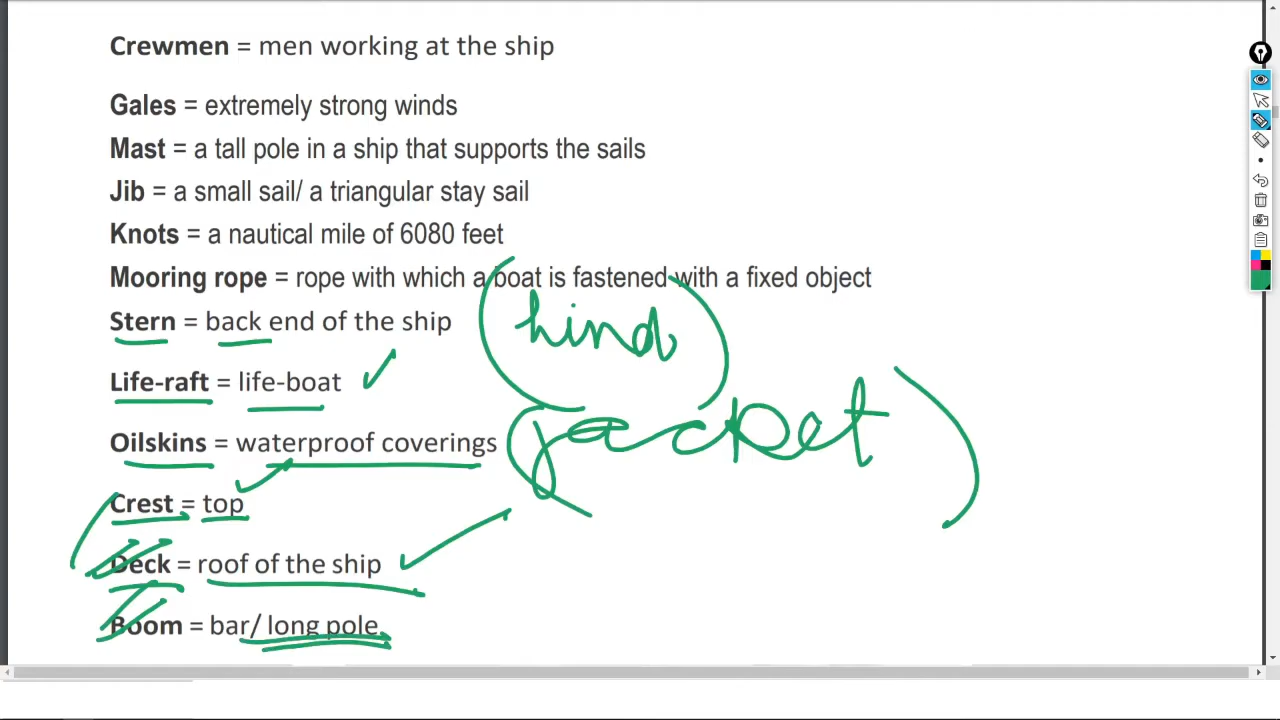 Crewmen = men working at the ship
Gales = extremely strong winds
Mast = a tall pole in a ship that supports the sails
Jib = a small sail/ a triangular stay sail
Knots = a nautical mile of 6080 feet
Mooring rope = rope with which a boat is fastened with a fixed object
Stern = back end of the ship (hind)
Life-raft = life-boat
Oilskins = waterproof coverings (jacket)
Crest = top
Deck = roof of the ship
Boom = bar/ long pole